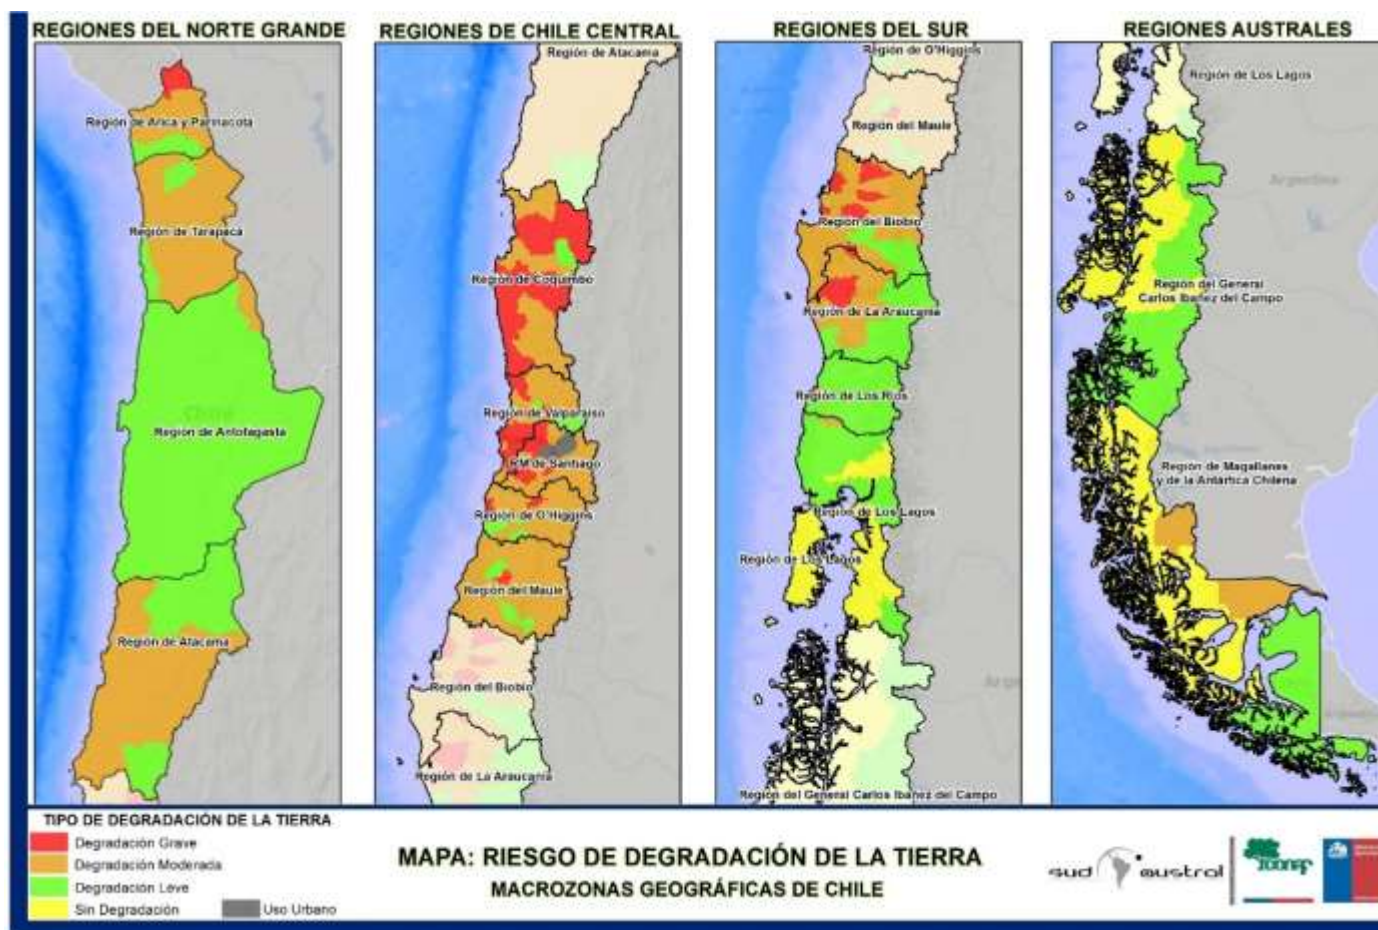 REGIONES DEL NORTE GRANDE
Región de Arica y Parinacota
Región de Tarapacá
Chile
Región de Antofagasta
Región de Atacama
REGIONES DE CHILE CENTRAL
Región de Atacama
Región de Coquimbo
Región de Valparaíso
RM de Santiago
Región de O'Higgins
Región del Maule
Región del Biobío
Región de La Araucanía
REGIONES DEL SUR
Región de O'Higgins
Región del Maule
Región del Biobío
Región de La Araucanía
Región de Los Ríos
Región de Los Lagos
Región de Los Lagos
Región del General Carlos Ibañez del Campo
REGIONES AUSTRALES
Región de Los Lagos
Argentina
Región del General
Carlos Ibañez del Campo
Región de Magallanes
y de la Antártica Chilena
TIPO DE DEGRADACIÓN DE LA TIERRA
Degradación Grave
Degradación Moderada
Degradación Leve
Sin Degradación
Uso Urbano
MAPA: RIESGO DE DEGRADACIÓN DE LA TIERRA
MACROZONAS GEOGRÁFICAS DE CHILE
sud austral
CONAF